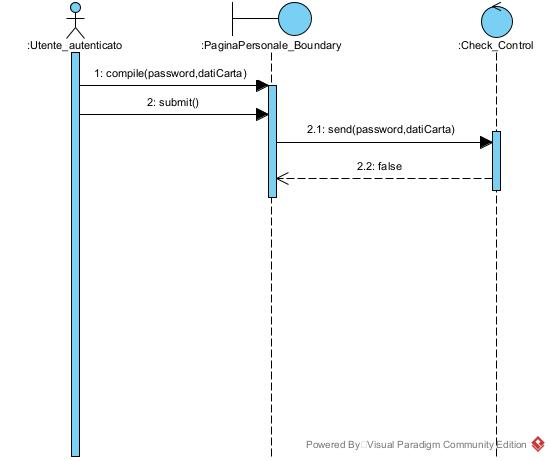 :Utente_autenticato
:PaginaPersonale_Boundary
:Check_Control
1: compile(password,datiCarta)
2: submit()
2.1: send(password,datiCarta)
2.2: false
Powered By Visual Paradigm Community Edition